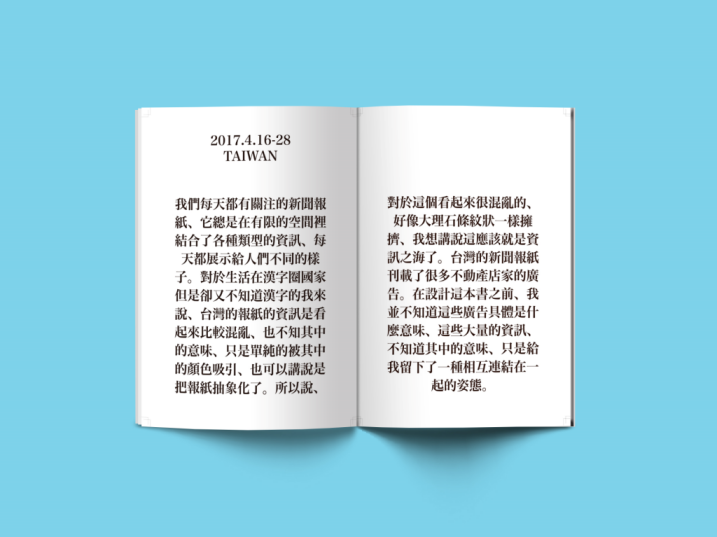 2017.4.16-28
TAIWAN
我們每天都有關注的新聞報
紙、它總是在有限的空間裡
結合了各種類型的資訊、每
天都展示給人們不同的樣
子。對於生活在漢字圈國家
但是卻又不知道漢字的我來
說、台灣的報紙的資訊是看
起來比較混亂、也不知其中
的意味、只是單純的被其中
的顏色吸引、也可以講說是
把報紙抽象化了。所以說、
對於這個看起來很混亂的、
好像大理石條紋狀一樣擁
擠、我想講說這應該就是資
訊之海了。台灣的新聞報紙
刊載了很多不動產店家的廣
告。在設計這本書之前、我
並不知道這些廣告具體是什
麼意味、這些大量的資訊、
不知道其中的意味、只是給
我留下了一種相互連結在一
起的姿態。